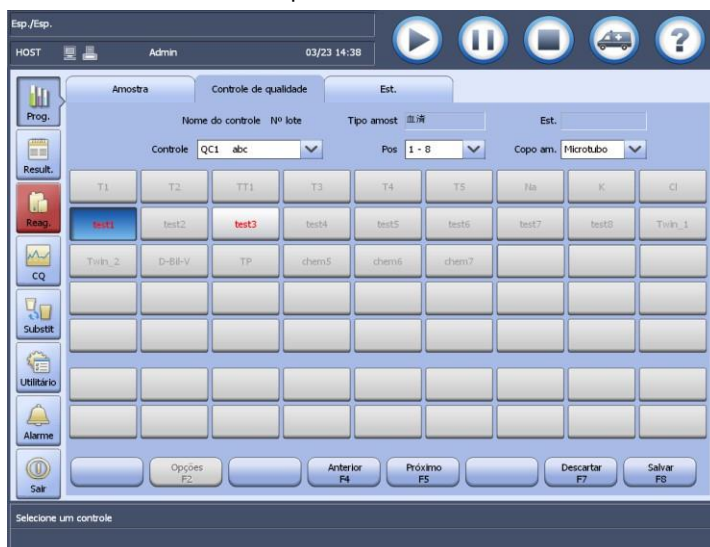 Esp./Esp.
HOST Admin 03/23 14:38
Prog.
Result.
Reag.
CQ
Substit
Utilitário
Alarme
Sair
Amostra Controle de qualidade Est.
Nome do controle Nº lote Tipo amost 血清 Est.
Controle QC1 abc Pos 1 - 8 Copo am. Microtubo
T1 T2 TT1 T3 T4 T5 Na K Cl
test1 test2 test3 test4 test5 test6 test7 test8 Twin_1
Twin_2 D-Bil-V TP chem5 chem6 chem7
Opções Anterior Próximo Descartar Salvar
F2 F4 F5 F7 F8
Selecione um controle